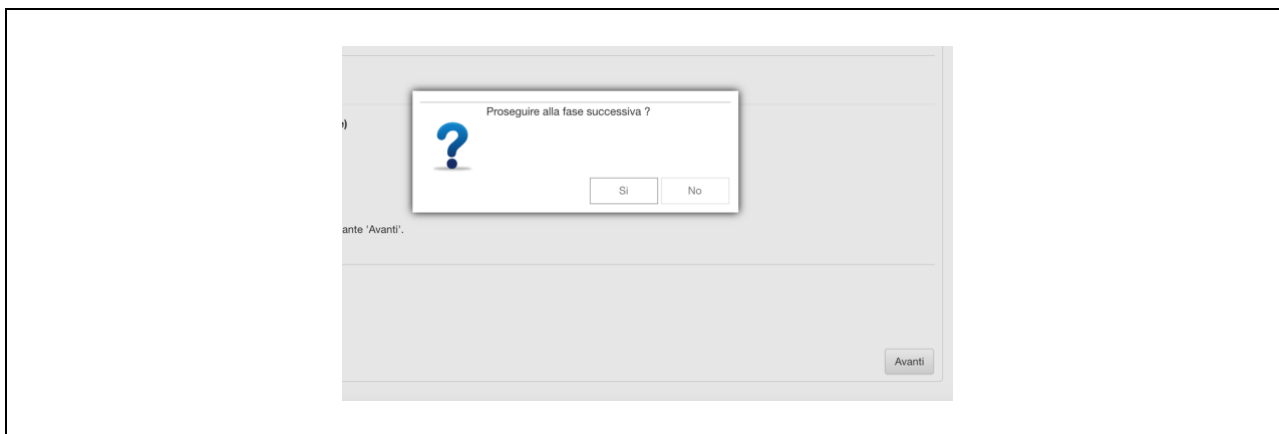 Proseguire alla fase successiva ?
)
Si
No
ante 'Avanti'.
Avanti